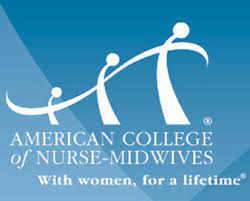 ®
AMERICAN COLLEGE
of NURSE-MIDWIVES
With women, for a lifetime®